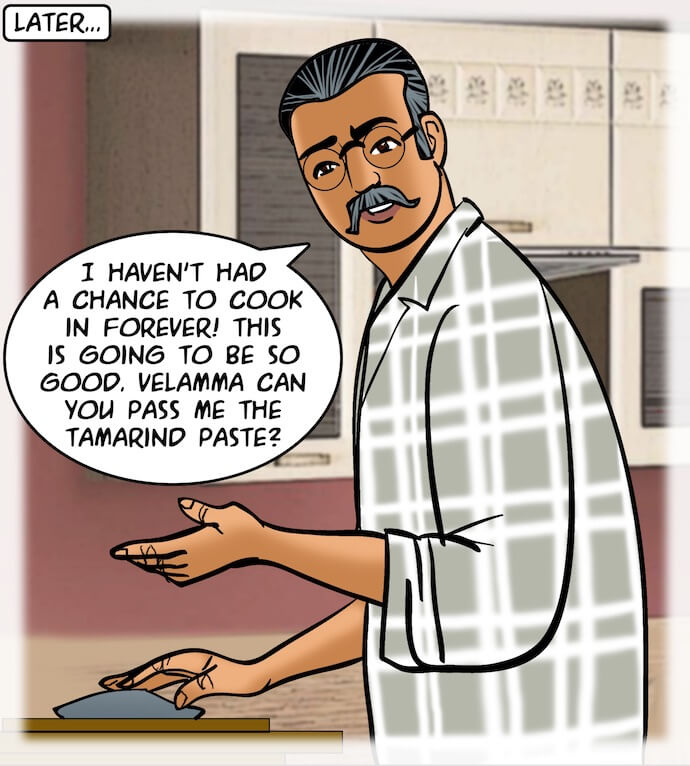 LATER...
I HAVEN'T HAD
A CHANCE TO COOK
IN FOREVER! THIS
IS GOING TO BE SO
GOOD. VELAMMA CAN
YOU PASS ME THE
TAMARIND PASTE?